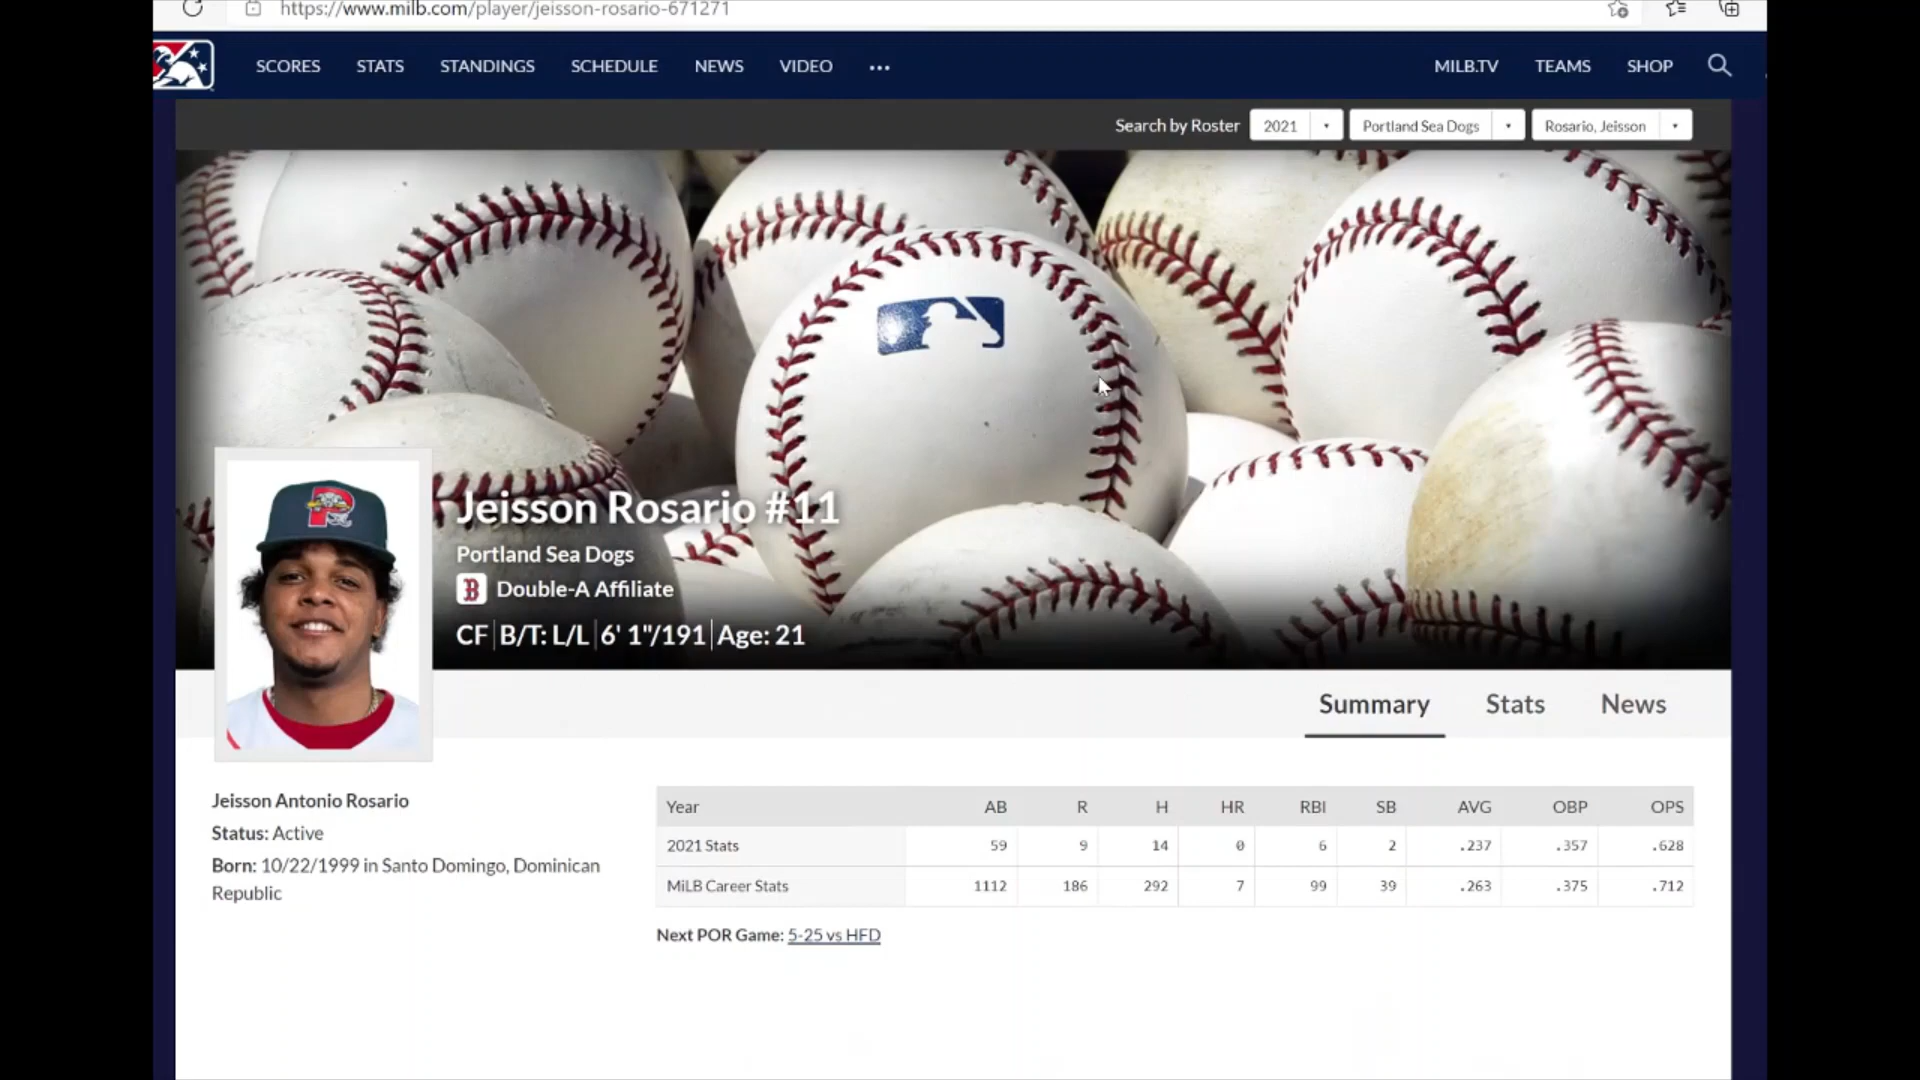 https://www.milb.com/player/jeisson-rosario-671271
SCORES STATS STANDINGS SCHEDULE NEWS VIDEO ... MILB.TV TEAMS SHOP
Search by Roster 2021 Portland Sea Dogs Rosario, Jeisson
Jeisson Rosario #11
Portland Sea Dogs
B Double-A Affiliate
CF B/T: L/L 6' 1"/191 Age: 21
Summary Stats News
Jeisson Antonio Rosario
Status: Active
Born: 10/22/1999 in Santo Domingo, Dominican
Republic
Year AB R H HR RBI SB AVG OBP OPS
2021 Stats 59 9 14 0 6 2 .237 .357 .628
MiLB Career Stats 1112 186 292 7 99 39 .263 .375 .712
Next POR Game: 5-25 vs HFD